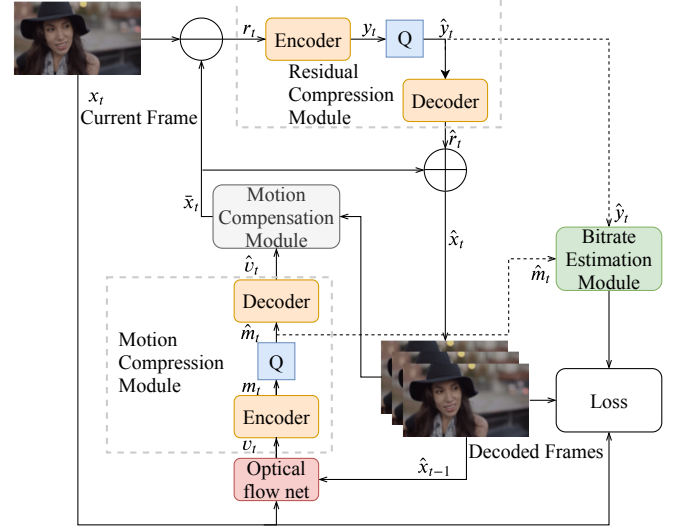 r_t
Encoder
y_t
Q
ŷ_t
x_t
Current Frame
Residual
Compression
Module
Decoder
r̂_t
x̄_t
Motion
Compensation
Module
x̂_t
ŷ_t
Bitrate
Estimation
Module
v̂_t
m̂_t
Decoder
Motion
Compression
Module
m̂_t
Q
m_t
Encoder
Loss
v_t
Decoded Frames
Optical
flow net
x̂_{t−1}